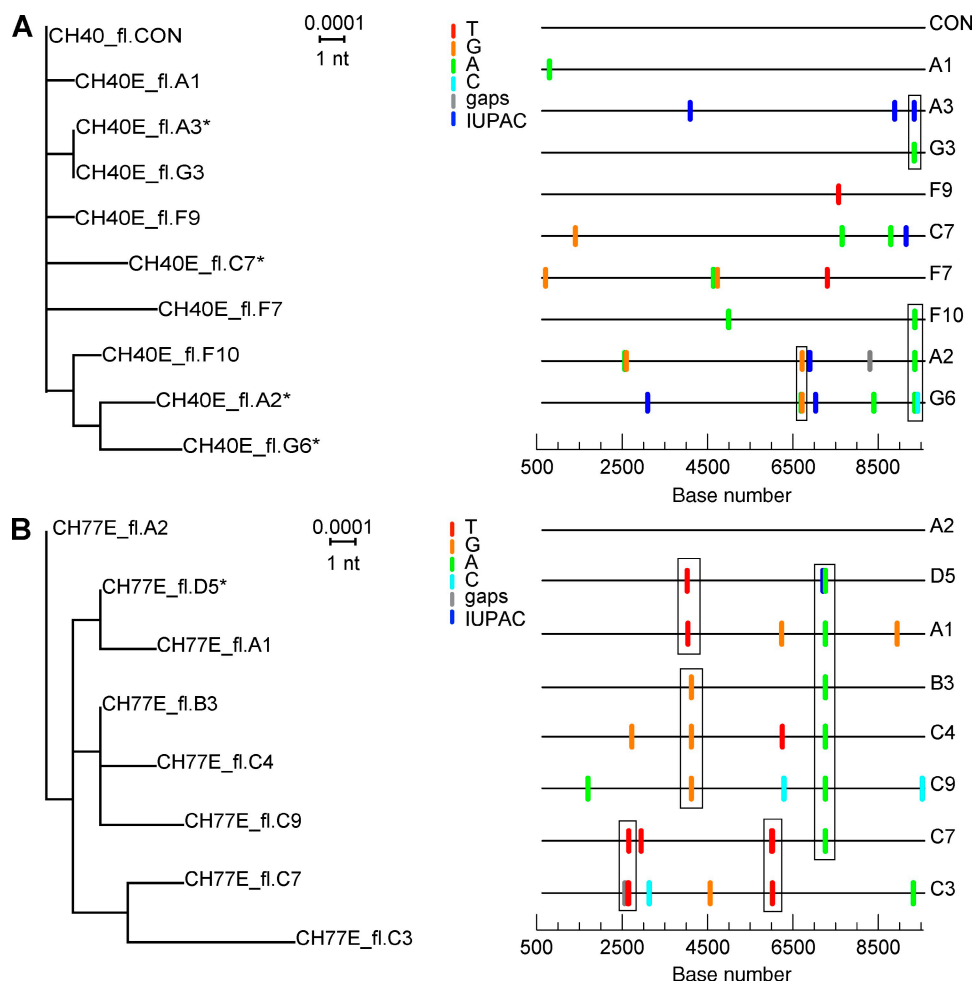 A
CH40_fl.CON
CH40E_fl.A1
CH40E_fl.A3*
CH40E_fl.G3
CH40E_fl.F9
CH40E_fl.C7*
CH40E_fl.F7
CH40E_fl.F10
CH40E_fl.A2*
CH40E_fl.G6*
0.0001
1 nt
T
G
A
C
gaps
IUPAC
CON
A1
A3
G3
F9
C7
F7
F10
A2
G6
500 2500 4500 6500 8500
Base number
B
CH77E_fl.A2
CH77E_fl.D5*
CH77E_fl.A1
CH77E_fl.B3
CH77E_fl.C4
CH77E_fl.C9
CH77E_fl.C7
CH77E_fl.C3
0.0001
1 nt
T
G
A
C
gaps
IUPAC
A2
D5
A1
B3
C4
C9
C7
C3
500 2500 4500 6500 8500
Base number